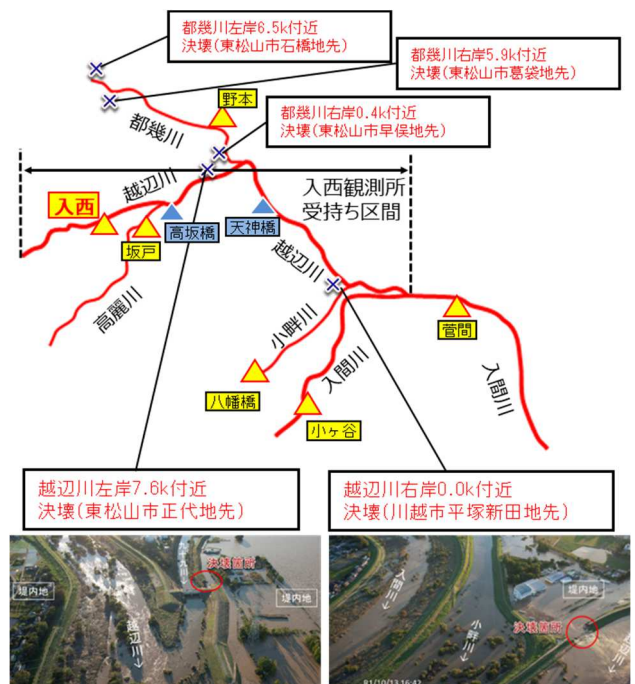 都幾川左岸6.5k付近
決壊(東松山市石橋地先)
都幾川右岸5.9k付近
決壊(東松山市葛袋地先)
野本
都幾川右岸0.4k付近
決壊(東松山市早俣地先)
都幾川
越辺川
入西観測所
受持ち区間
入西
坂戸
高坂橋
天神橋
越辺川
高麗川
小畔川
菅間
入間川
入間川
八幡橋
小ヶ谷
越辺川左岸7.6k付近
決壊(東松山市正代地先)
越辺川右岸0.0k付近
決壊(川越市平塚新田地先)
決壊箇所
堤内地
堤内地
越辺川
入間川
堤内地
小畔川
決壊箇所
R1/10/13 16:42